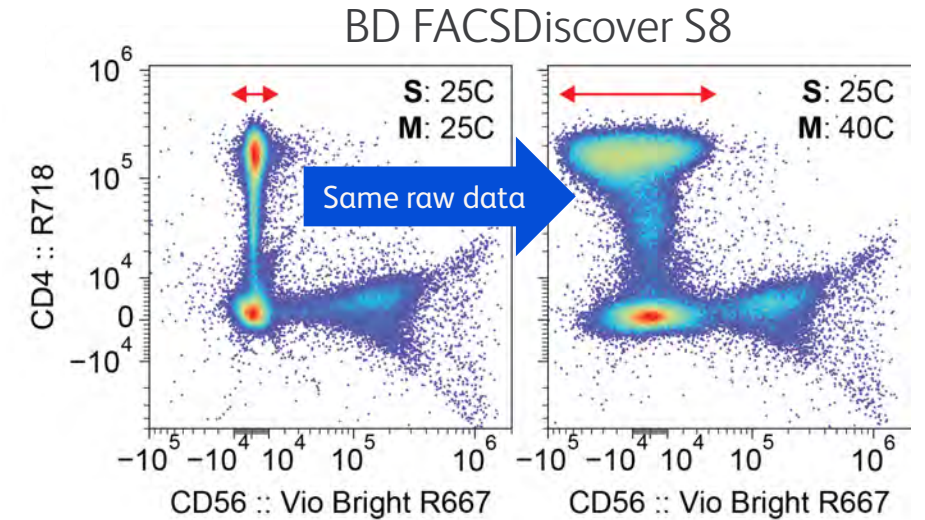 BD FACSDiscover S8
S: 25C
M: 25C
S: 25C
M: 40C
Same raw data
CD4 :: R718
10^6
10^5
10^4
0
−10^4
−10^5 −10^4 10^4 10^5 10^6
−10^5 −10^4 10^4 10^5 10^6
CD56 :: Vio Bright R667
CD56 :: Vio Bright R667